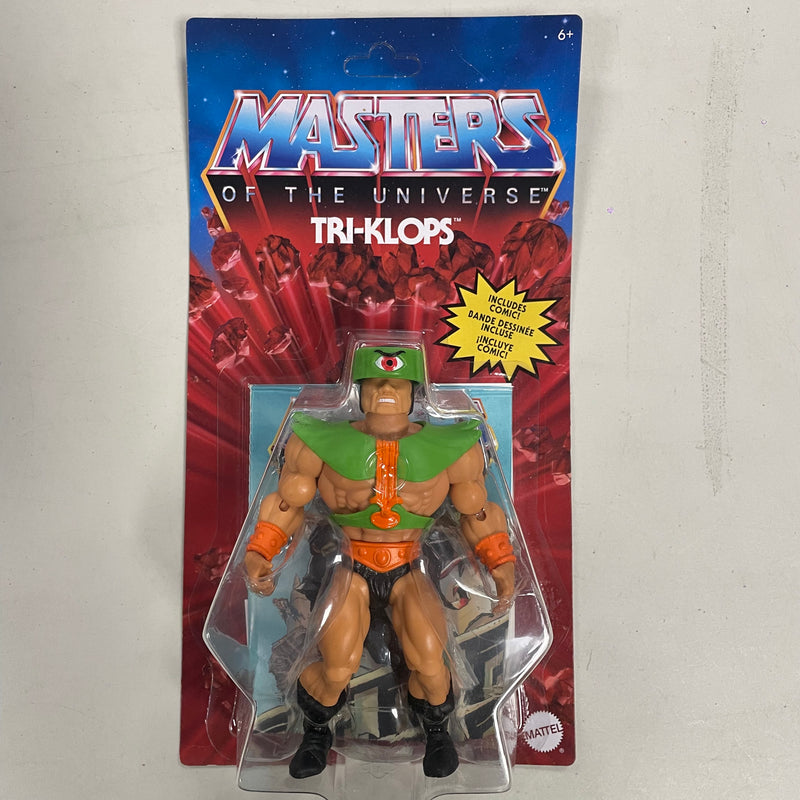 6+
MASTERS
OF THE UNIVERSE™
TRI-KLOPS™
INCLUDES
COMIC!
BANDE DESSINÉE
INCLUSE
¡INCLUYE
CÓMIC!
MATTEL®